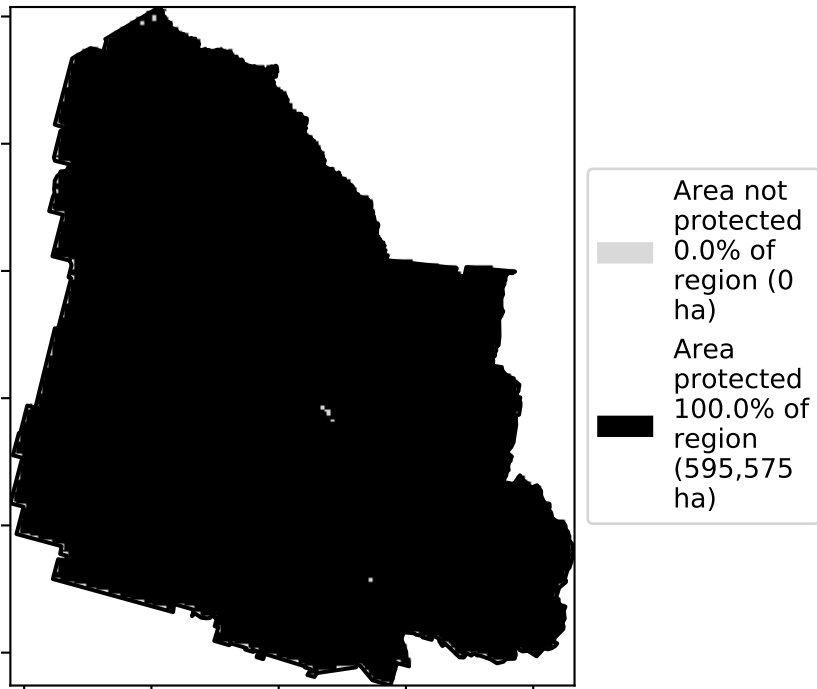 Area not
protected
0.0% of
region (0
ha)
Area
protected
100.0% of
region
(595,575
ha)